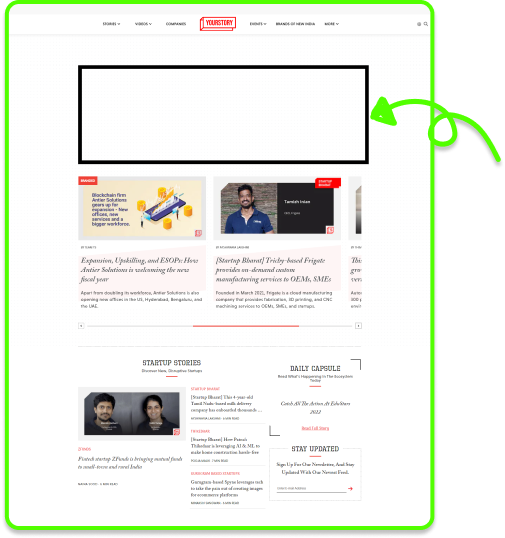 STORIES
VIDEOS
COMPANIES
YOURSTORY
EVENTS
BRANDS OF NEW INDIA
MORE
BRANDED
Blockchain firm
Antier Solutions
gears up for
expansion - New
offices, new
services and a
bigger workforce.
STARTUP
BHARAT
Tamizh Inian
Expansion, Upskilling, and ESOPs: How
Antier Solutions is welcoming the new
fiscal year
Apart from doubling its workforce, Antier Solutions is also
opening new offices in the US, Hyderabad, Bengaluru, and
the UAE.
[Startup Bharat] Trichy-based Frigate
provides on-demand custom
manufacturing services to OEMs, SMEs
Founded in March 2021, Frigate is a cloud manufacturing
company that provides fabrication, 3D printing, and CNC
machining services to OEMs, SMEs, and startups.
STARTUP STORIES
Discover New, Disruptive Startups
Fintech startup ZFunds is bringing mutual funds
to small-town and rural India
STARTUP BHARAT
[Startup Bharat] This 4-year-old
Tamil Nadu-based milk delivery
company has onboarded thousands ...
[Startup Bharat] How Patna's
leveraging AI & ML to
make home construction hassle-free
Gurugram-based Spyne leverages tech
to take the pain out of creating images
for ecommerce platforms
DAILY CAPSULE
Read What's Happening In The Ecosystem
Today
Catch All The Action At EduStars
2022
Read Full Story
STAY UPDATED
Sign Up For Our Newsletter, And Stay
Updated With Our Newest Feed.